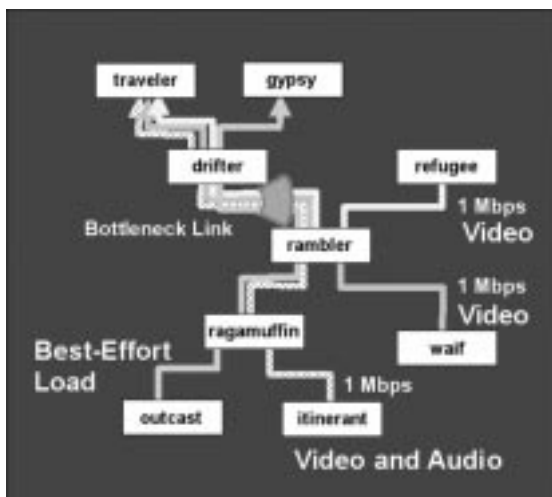 traveler
gypsy
drifter
refugee
1 Mbps
Video
Bottleneck Link
rambler
1 Mbps
Video
ragamuffin
waif
Best-Effort
Load
1 Mbps
outcast
itinerant
Video and Audio